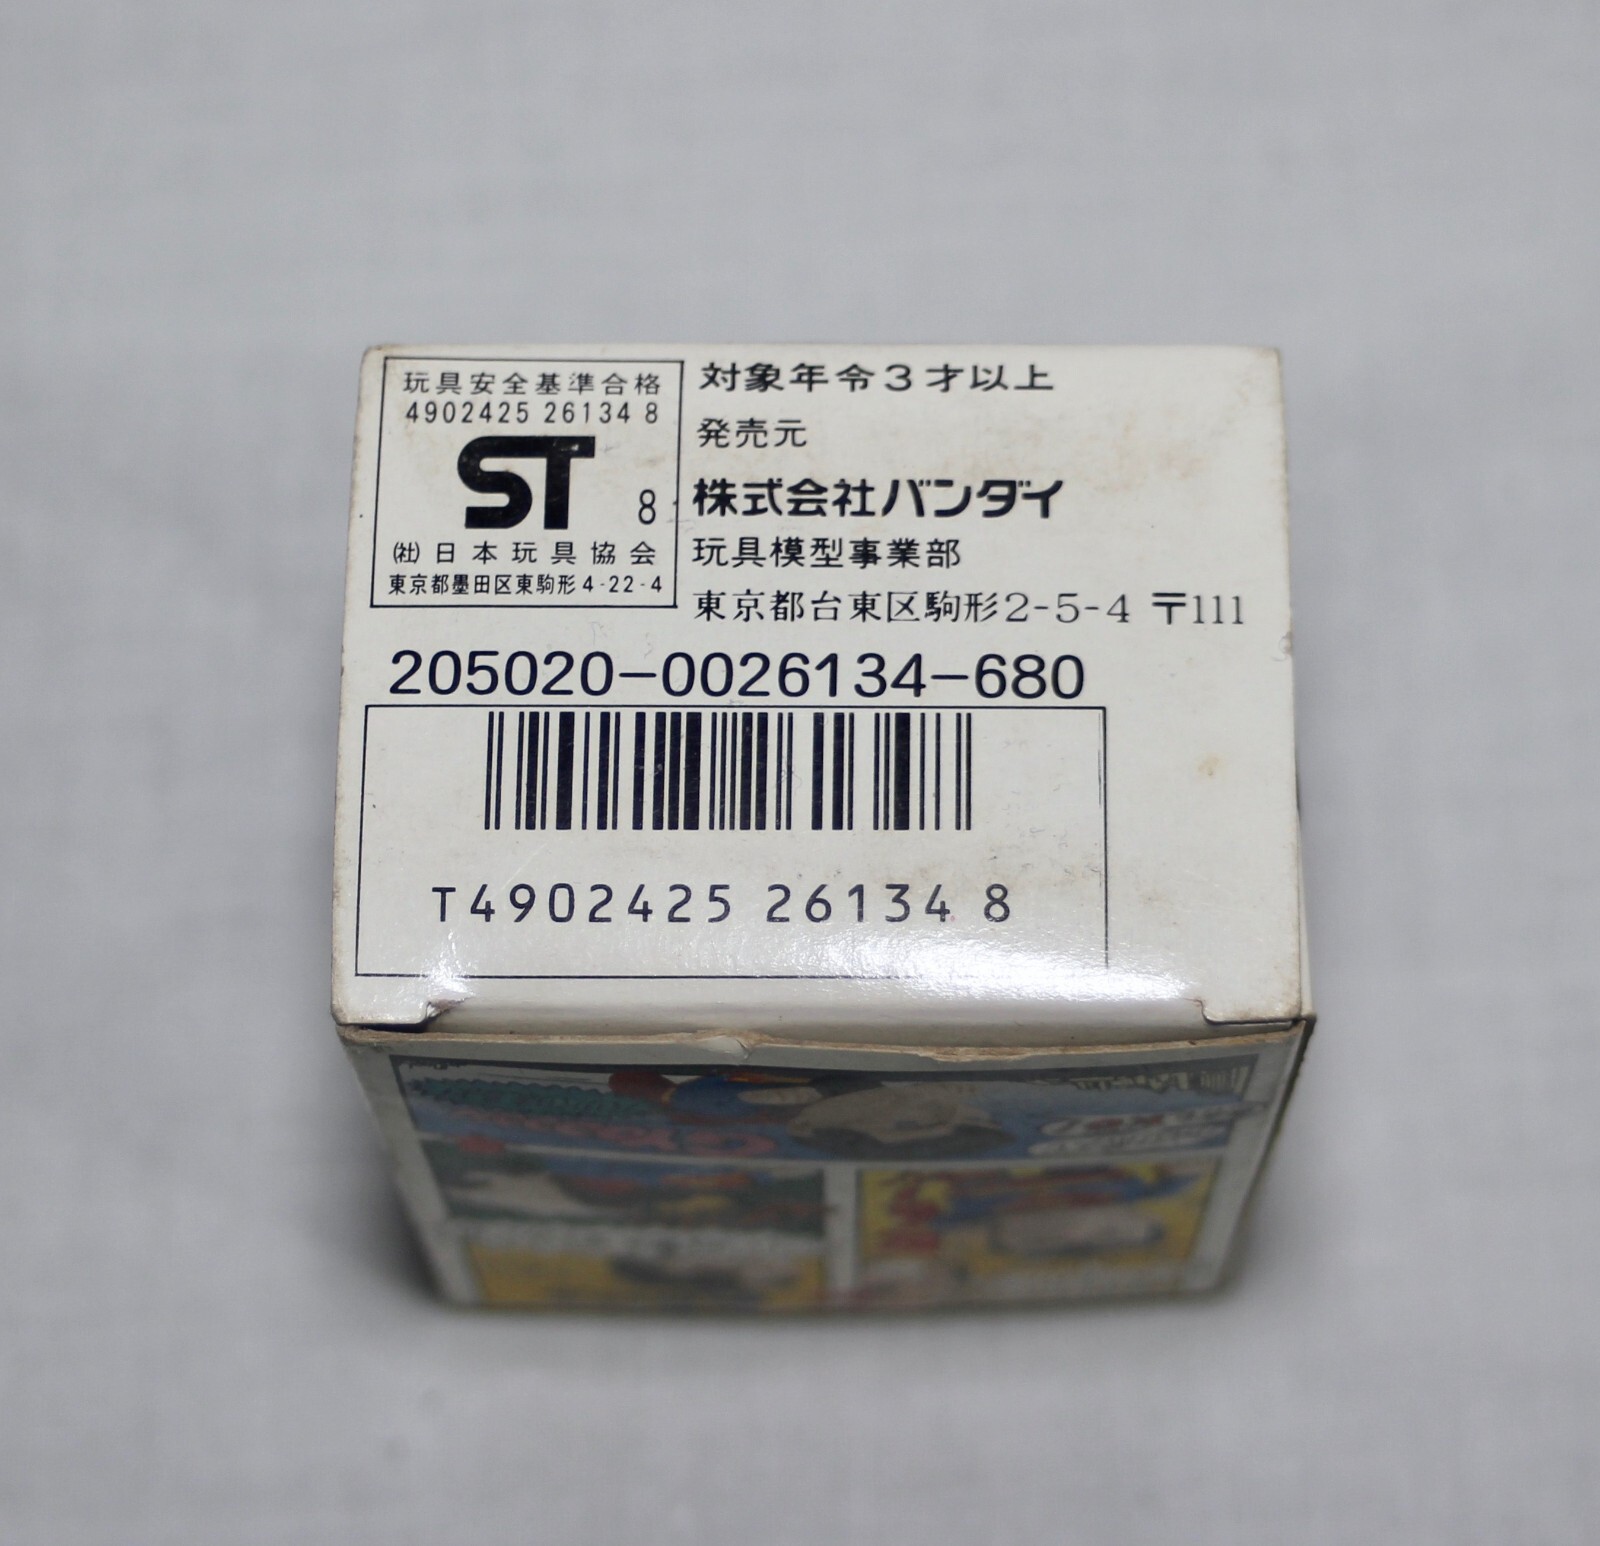 玩具安全基準合格
4902425 26134 8
ST 8
㈳日本玩具協会
東京都墨田区東駒形4-22-4
対象年令3才以上
発売元
株式会社バンダイ
玩具模型事業部
東京都台東区駒形2-5-4 〒111
205020-0026134-680
T4902425 26134 8